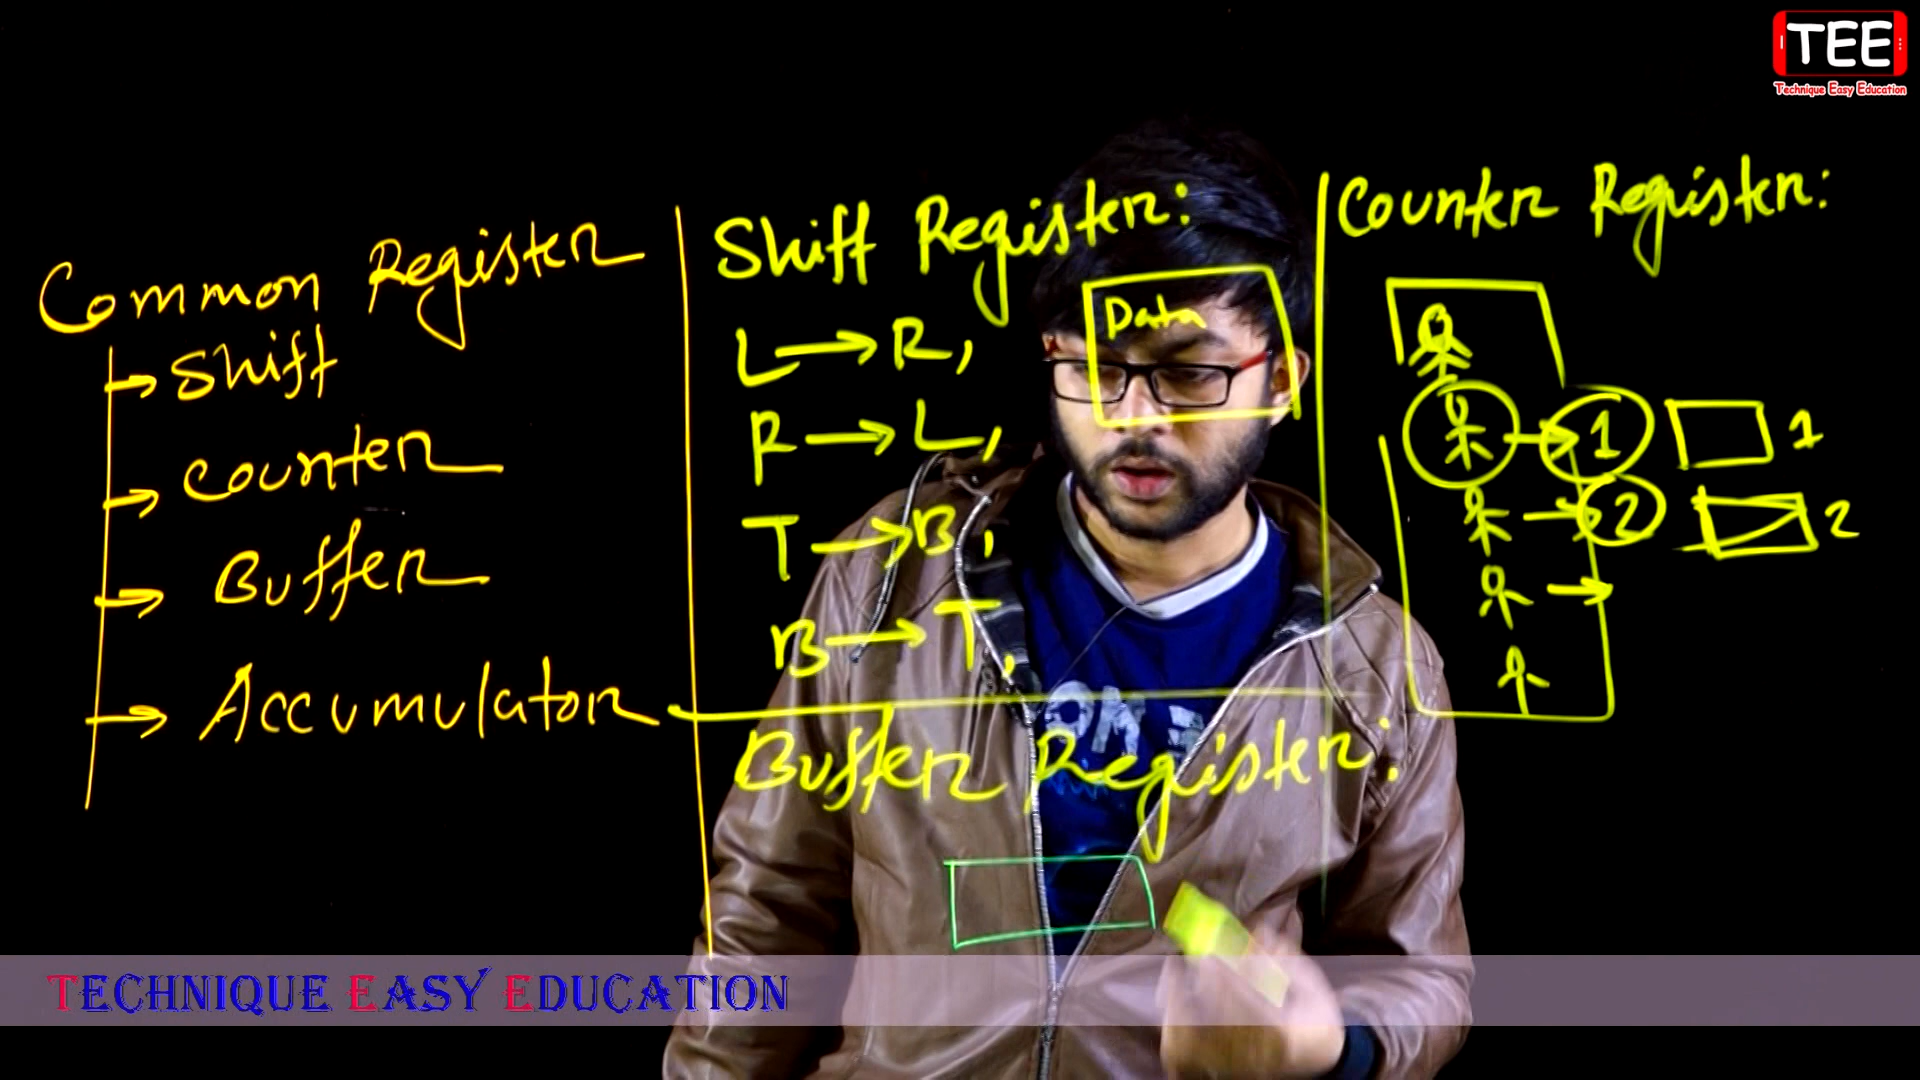 TEE
Technique Easy Education
Common Register
Shift
Counter
Buffer
Accumulator
Shift Register:
L → R,
R → L,
T → B,
B → T,
Data
Counter Register:
1 1
2 2
Buffer Register:
TECHNIQUE EASY EDUCATION